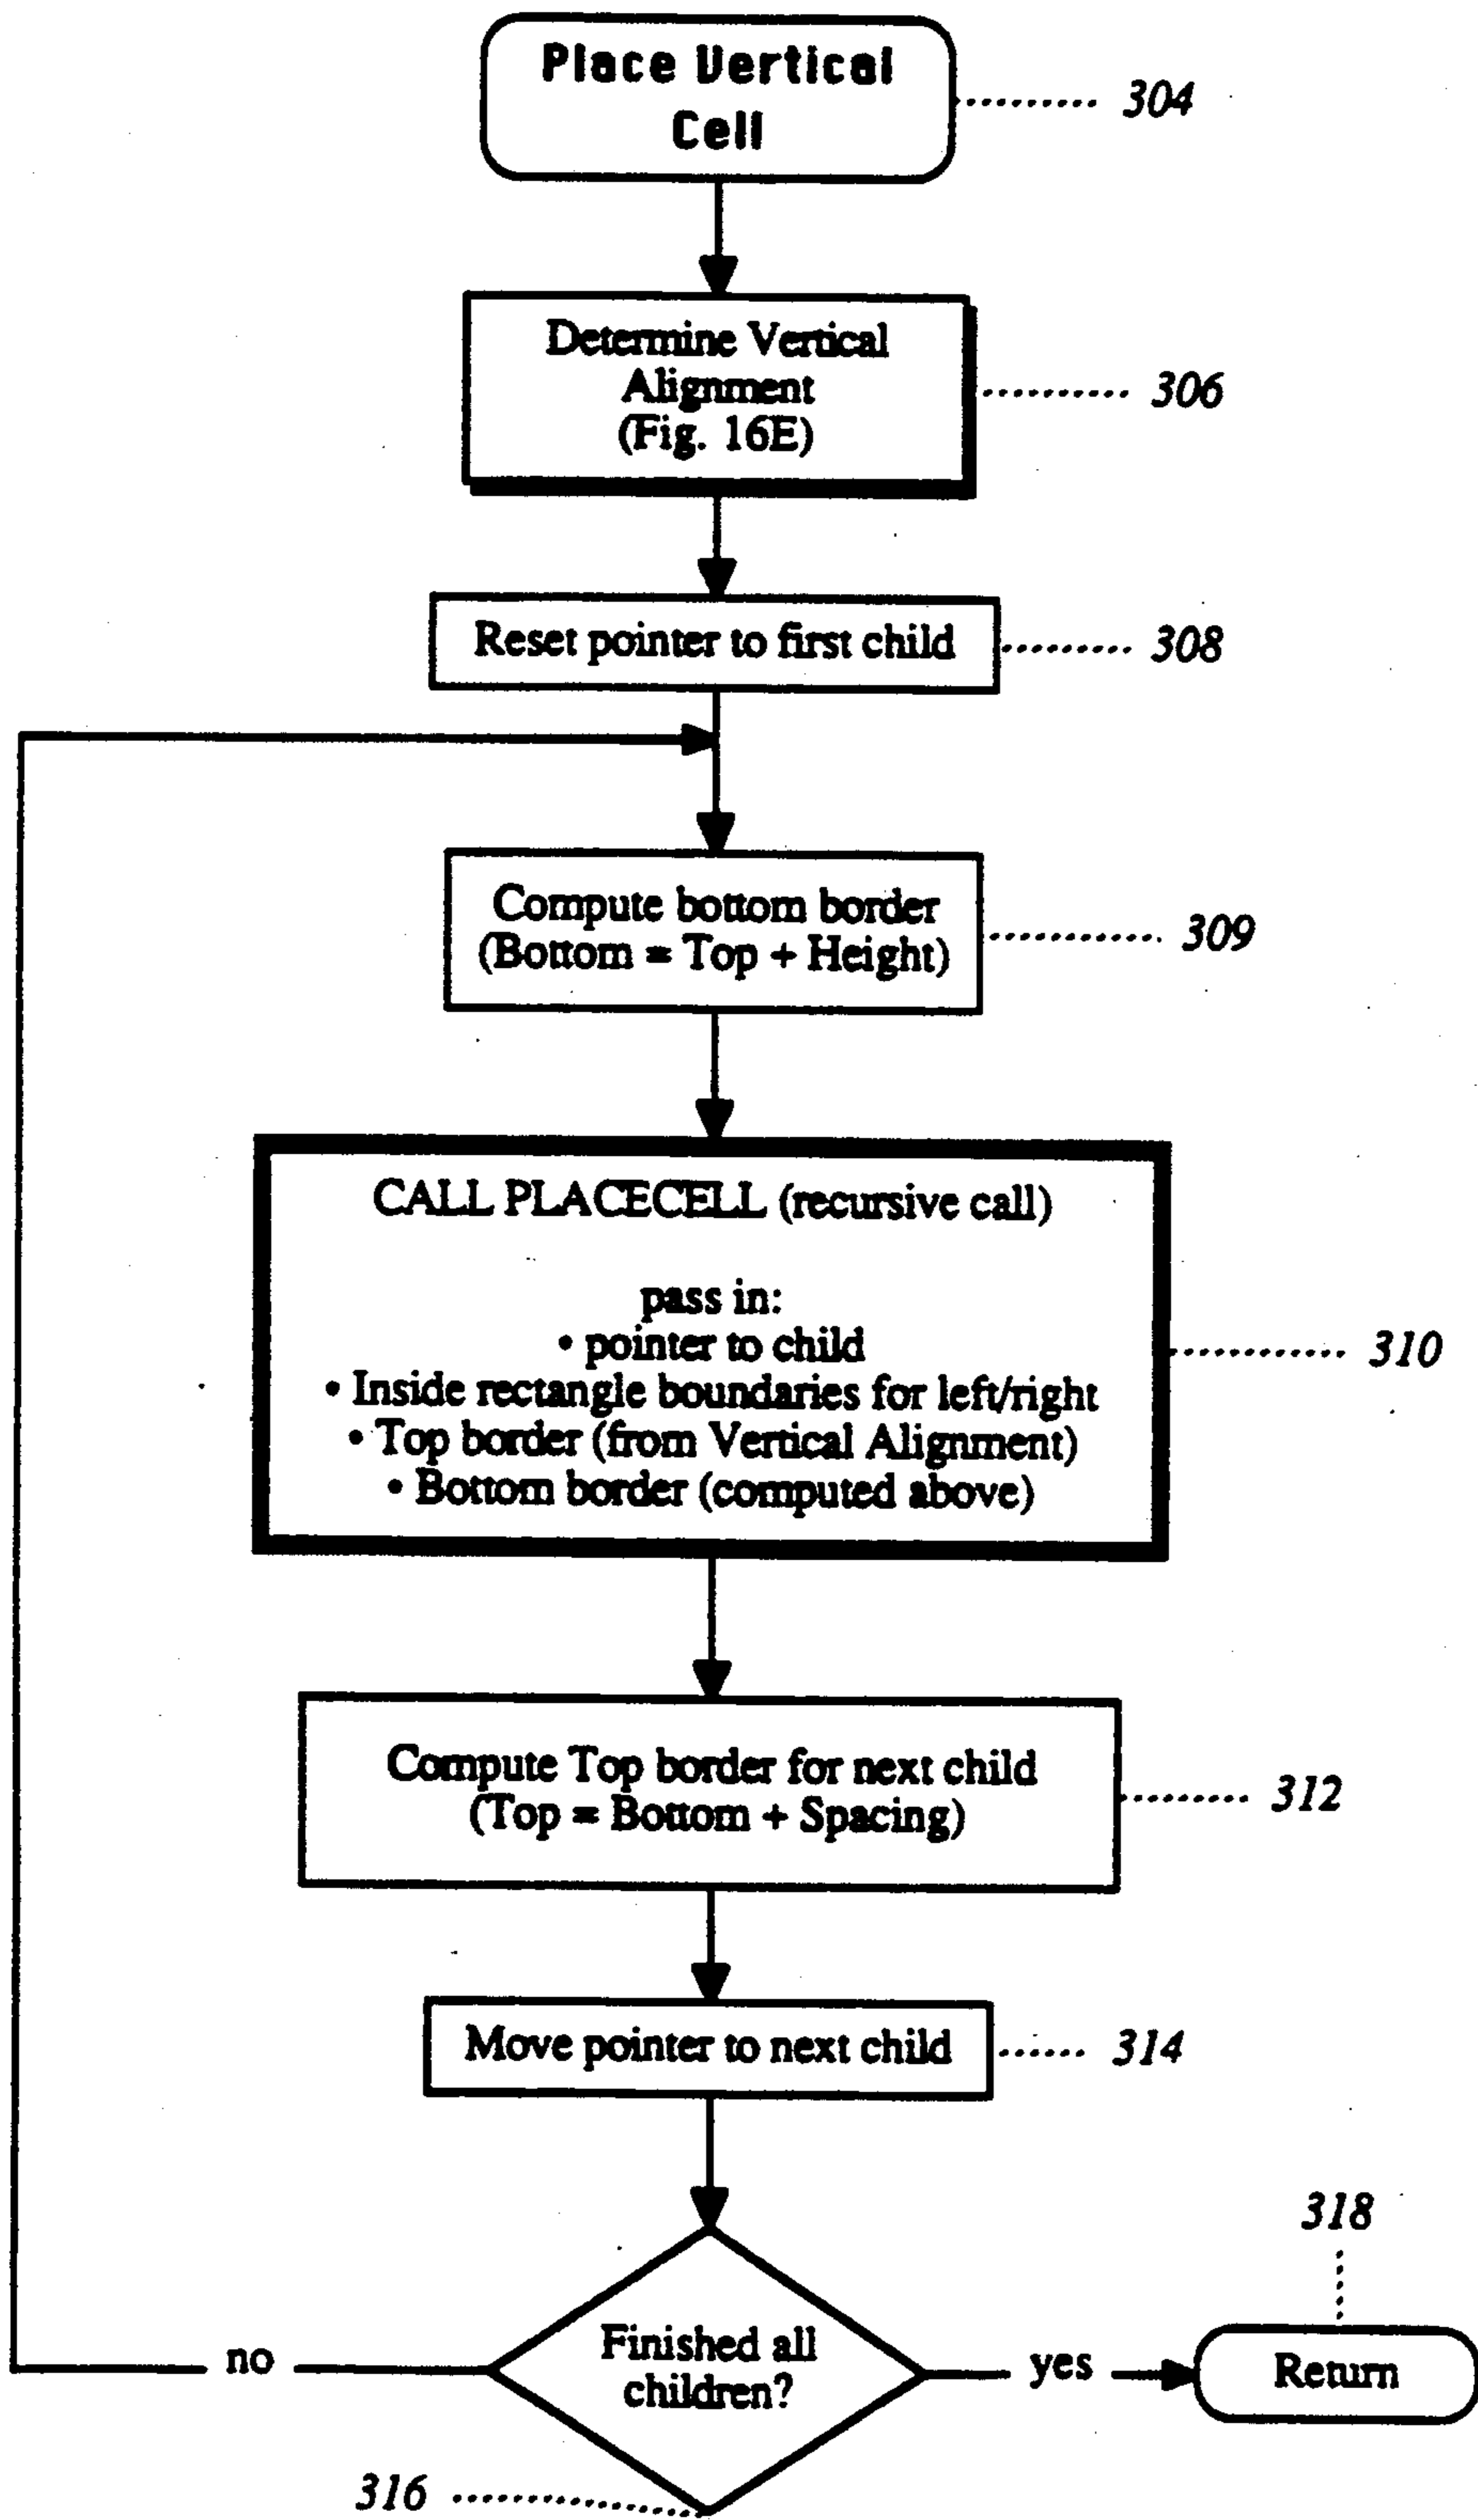 Place Vertical
Cell
304
Determine Vertical
Alignment
(Fig. 16E)
306
Reset pointer to first child
308
Compute bottom border
(Bottom = Top + Height)
309
CALL PLACECELL (recursive call)
pass in:
• pointer to child
• Inside rectangle boundaries for left/right
• Top border (from Vertical Alignment)
• Bottom border (computed above)
310
Compute Top border for next child
(Top = Bottom + Spacing)
312
Move pointer to next child
314
318
Finished all
children?
no
yes
Return
316